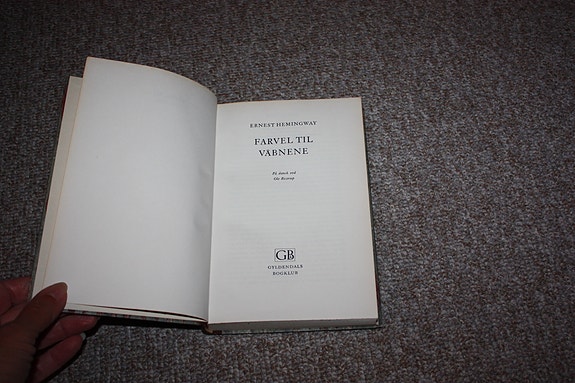 ERNEST HEMINGWAY
FARVEL TIL
VÅBNENE
På dansk ved
Ole Restrup
GB
GYLDENDALS
BOGKLUB